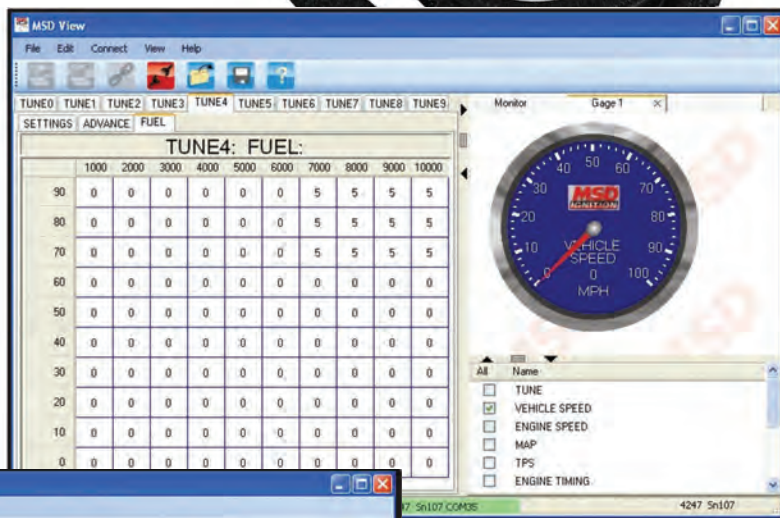 MSD View
File Edit Connect View Help
TUNE0 TUNE1 TUNE2 TUNE3 TUNE4 TUNE5 TUNE6 TUNE7 TUNE8 TUNE9
SETTINGS ADVANCE FUEL
TUNE4: FUEL:
1000 2000 3000 4000 5000 6000 7000 8000 9000 10000
90 0 0 0 0 0 0 5 5 5 5
80 0 0 0 0 0 0 5 5 5 5
70 0 0 0 0 0 0 5 5 5 5
60 0 0 0 0 0 0 0 0 0 0
50 0 0 0 0 0 0 0 0 0 0
40 0 0 0 0 0 0 0 0 0 0
30 0 0 0 0 0 0 0 0 0 0
20 0 0 0 0 0 0 0 0 0 0
10 0 0 0 0 0 0 0 0 0 0
0 0 0 0 0 0 0 0 0 0 0
Monitor Gage 1
0 10 20 30 40 50 60 70 80 90 100
MSD
IGNITION
VEHICLE
SPEED
0
MPH
MSD
MSD
MSD
All Name
TUNE
VEHICLE SPEED
ENGINE SPEED
MAP
TPS
ENGINE TIMING
Sn107 COM35 4247 Sn107